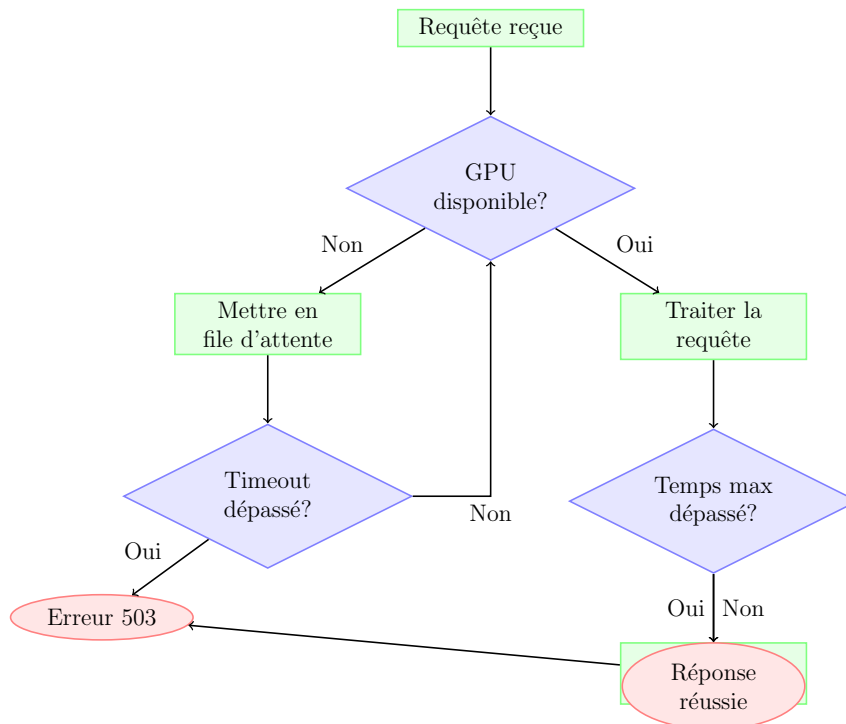 Requête reçue
GPU
disponible?
Non
Oui
Mettre en
file d'attente
Traiter la
requête
Timeout
dépassé?
Temps max
dépassé?
Non
Oui
Oui
Non
Erreur 503
Réponse
réussie